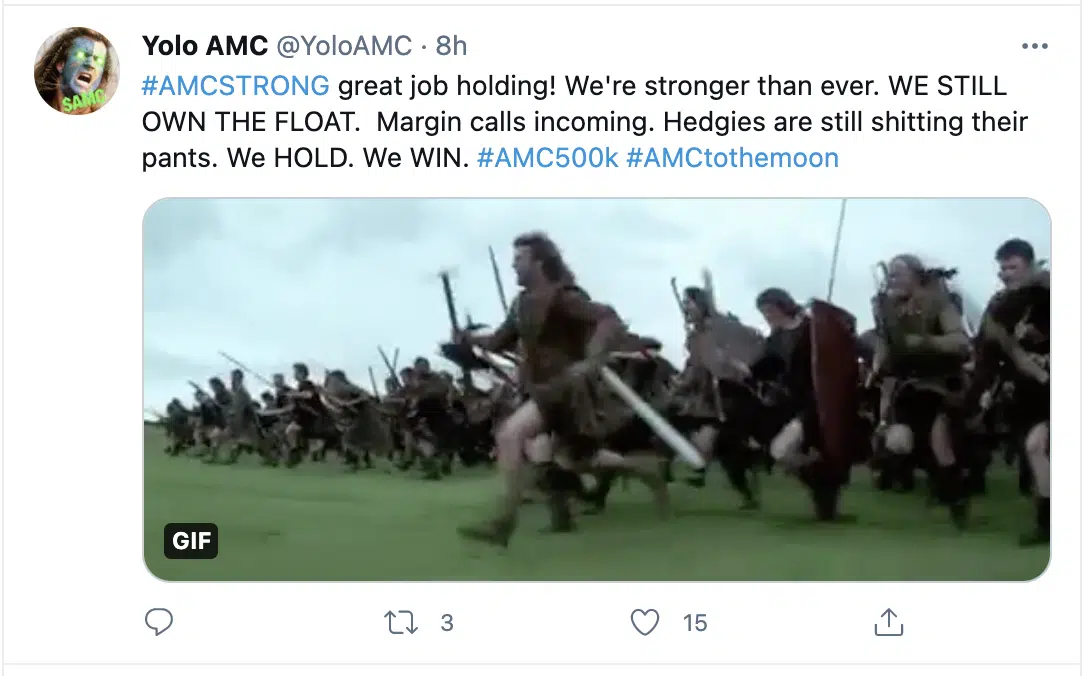 Yolo AMC @YoloAMC · 8h
#AMCSTRONG great job holding! We're stronger than ever. WE STILL
OWN THE FLOAT.  Margin calls incoming. Hedgies are still shitting their
pants. We HOLD. We WIN. #AMC500k #AMCtothemoon
$AMC
GIF
3
15